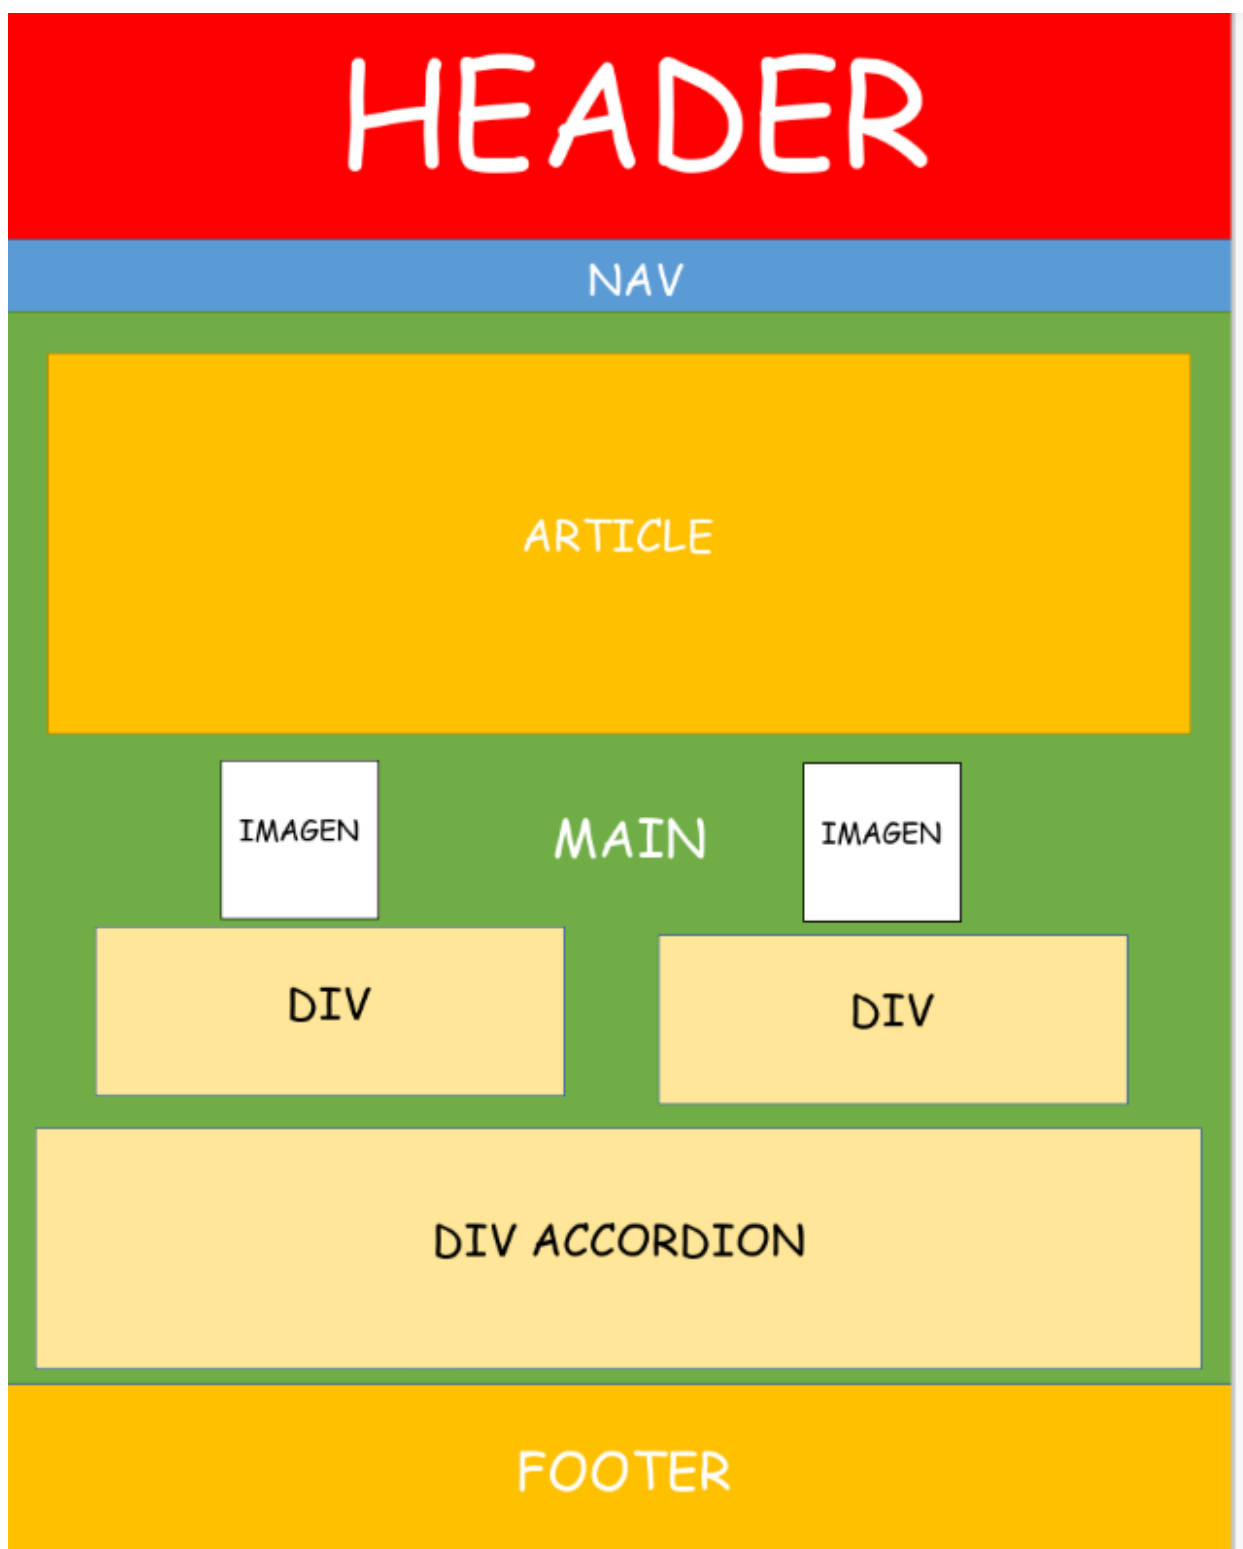 HEADER
NAV
ARTICLE
IMAGEN
MAIN
IMAGEN
DIV
DIV
DIV ACCORDION
FOOTER